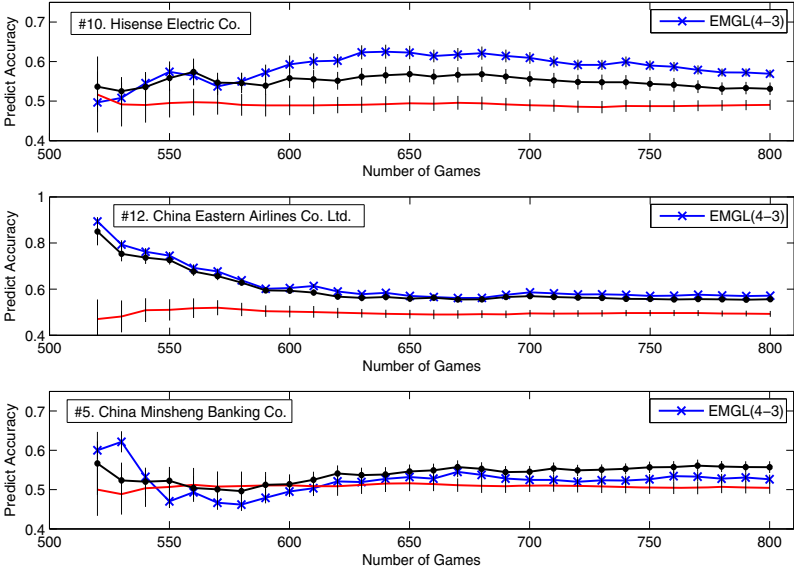 0.7
0.6
0.5
0.4
Predict Accuracy
#10. Hisense Electric Co.
EMGL(4−3)
500 550 600 650 700 750 800
Number of Games
1
0.8
0.6
0.4
Predict Accuracy
#12. China Eastern Airlines Co. Ltd.
EMGL(4−3)
500 550 600 650 700 750 800
Number of Games
0.7
0.6
0.5
0.4
Predict Accuracy
#5. China Minsheng Banking Co.
EMGL(4−3)
500 550 600 650 700 750 800
Number of Games